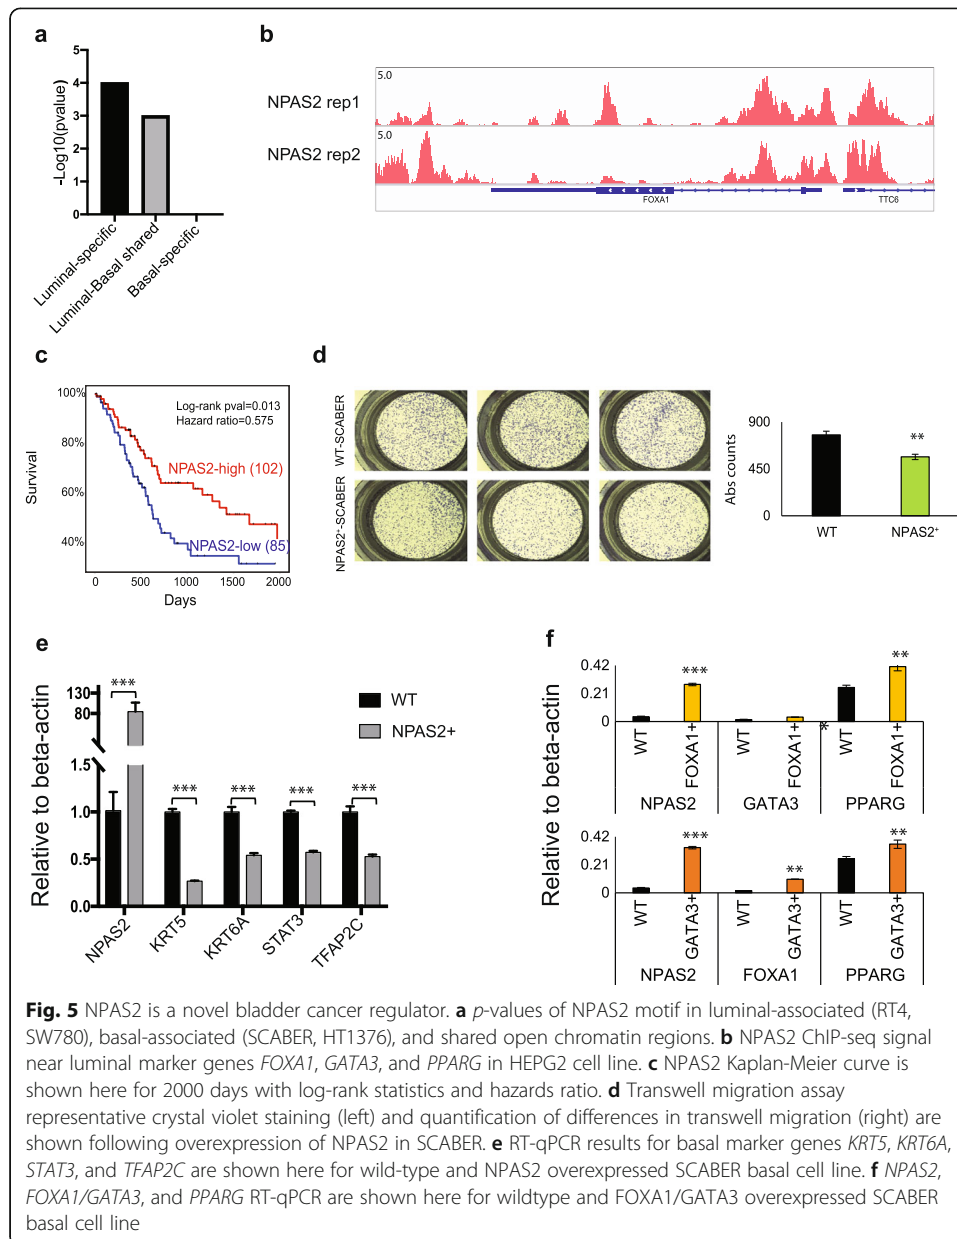 a
5
4
3
2
1
0
-Log10(pvalue)
Luminal-specific
Luminal-Basal shared
Basal-specific
b
NPAS2 rep1
5.0
NPAS2 rep2
5.0
FOXA1
TTC6
c
100%
80%
60%
40%
Survival
Log-rank pval=0.013
Hazard ratio=0.575
NPAS2-high (102)
NPAS2-low (85)
0 500 1000 1500 2000
Days
d
WT-SCABER
NPAS2+-SCABER
Abs counts
900
450
0
**
WT
NPAS2+
e
Relative to beta-actin
130
80
1.5
1.0
0.5
0.0
***
***
***
***
***
WT
NPAS2+
NPAS2
KRT5
KRT6A
STAT3
TFAP2C
f
Relative to beta-actin
0.42
0.21
0
***
**
*
WT
FOXA1+
WT
FOXA1+
WT
FOXA1+
NPAS2
GATA3
PPARG
0.42
0.21
0
***
**
**
WT
GATA3+
WT
GATA3+
WT
GATA3+
NPAS2
FOXA1
PPARG
Fig. 5 NPAS2 is a novel bladder cancer regulator. a p-values of NPAS2 motif in luminal-associated (RT4,
SW780), basal-associated (SCABER, HT1376), and shared open chromatin regions. b NPAS2 ChIP-seq signal
near luminal marker genes FOXA1, GATA3, and PPARG in HEPG2 cell line. c NPAS2 Kaplan-Meier curve is
shown here for 2000 days with log-rank statistics and hazards ratio. d Transwell migration assay
representative crystal violet staining (left) and quantification of differences in transwell migration (right) are
shown following overexpression of NPAS2 in SCABER. e RT-qPCR results for basal marker genes KRT5, KRT6A,
STAT3, and TFAP2C are shown here for wild-type and NPAS2 overexpressed SCABER basal cell line. f NPAS2,
FOXA1/GATA3, and PPARG RT-qPCR are shown here for wildtype and FOXA1/GATA3 overexpressed SCABER
basal cell line